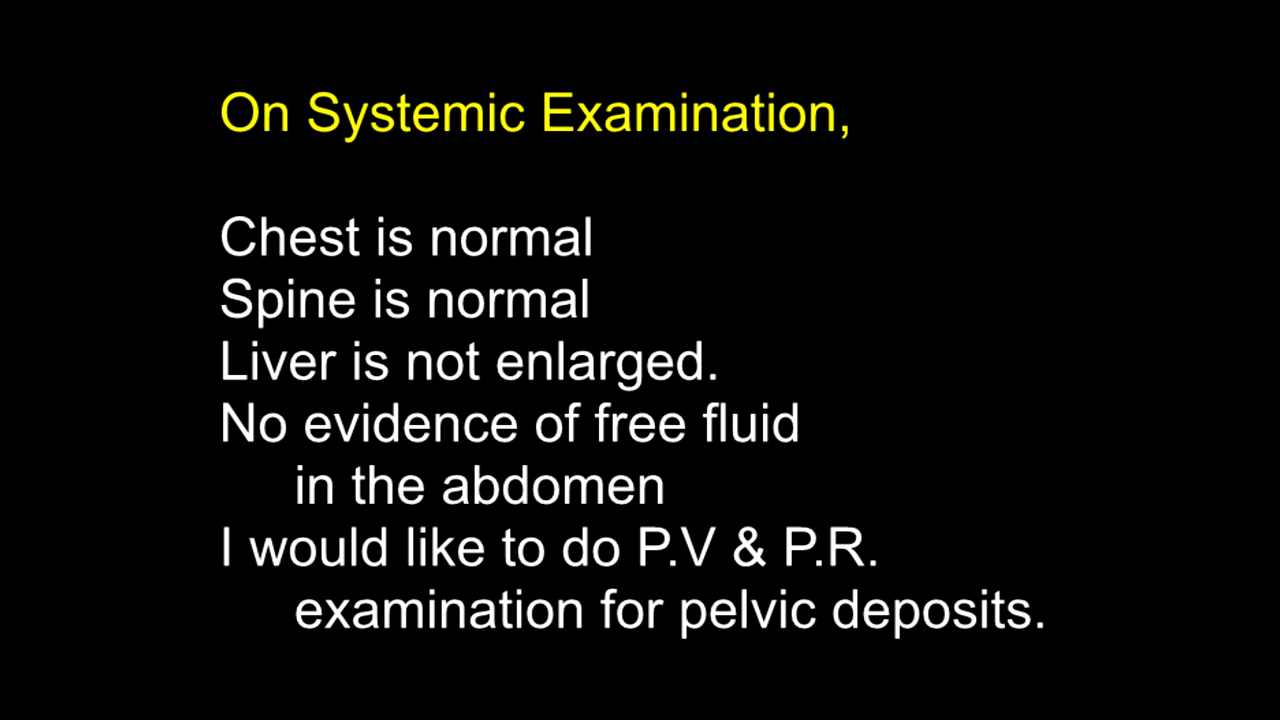 On Systemic Examination,
Chest is normal
Spine is normal
Liver is not enlarged.
No evidence of free fluid
in the abdomen
I would like to do P.V & P.R.
examination for pelvic deposits.